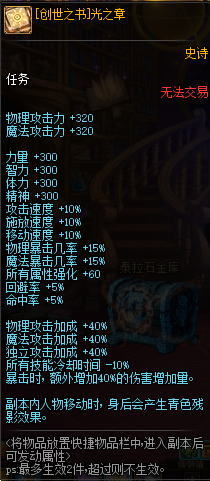 [创世之书]光之章
史诗
任务
无法交易
物理攻击力 +320
魔法攻击力 +320
力量 +300
智力 +300
体力 +300
精神 +300
攻击速度 +10%
施放速度 +10%
移动速度 +10%
物理暴击几率 +15%
魔法暴击几率 +15%
所有属性强化 +60
回避率 +5%
命中率 +5%
泰拉石宝库
物理攻击加成 +40%
魔法攻击加成 +40%
独立攻击加成 +40%
所有技能冷却时间 -10%
暴击时, 额外增加40%的伤害增加量。
副本内人物移动时, 身后会产生青色残
影效果。
<将物品放置快捷物品栏中,进入副本后
可发动属性>
ps最多生效2件,超过则不生效。